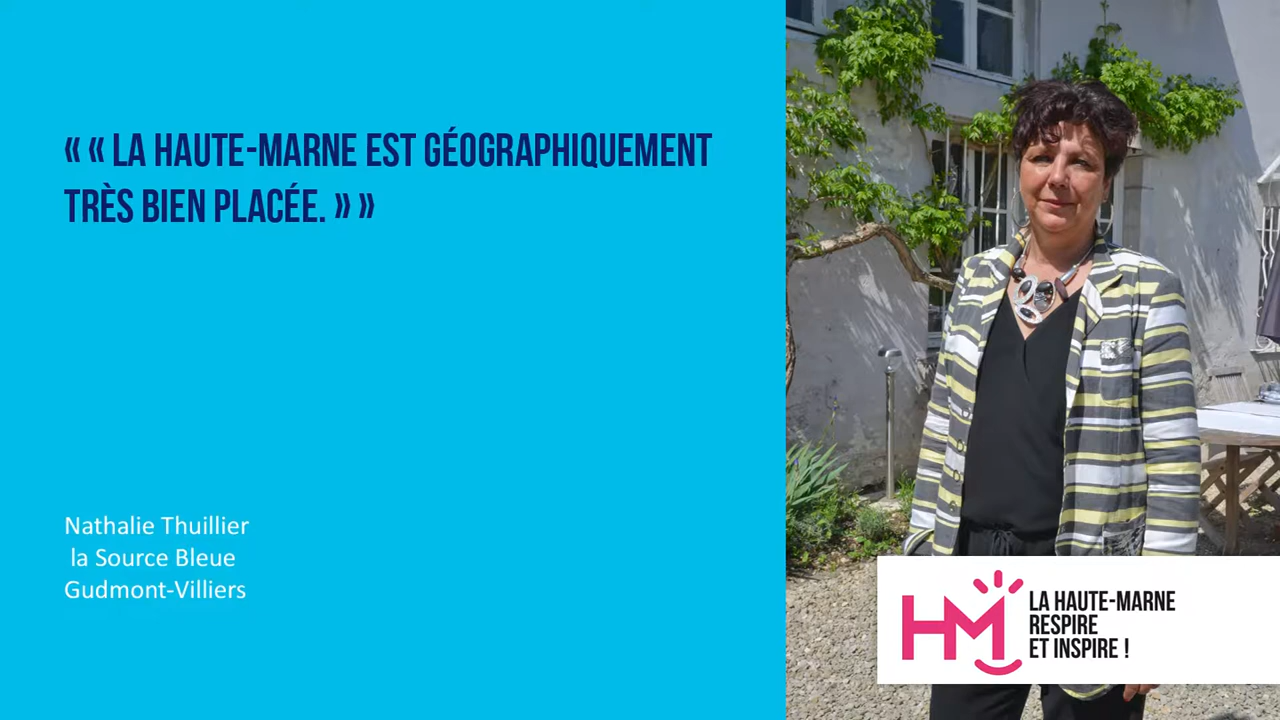 « « LA HAUTE-MARNE EST GÉOGRAPHIQUEMENT
TRÈS BIEN PLACÉE. » »
Nathalie Thuillier
la Source Bleue
Gudmont-Villiers
HM
LA HAUTE-MARNE
RESPIRE
ET INSPIRE !